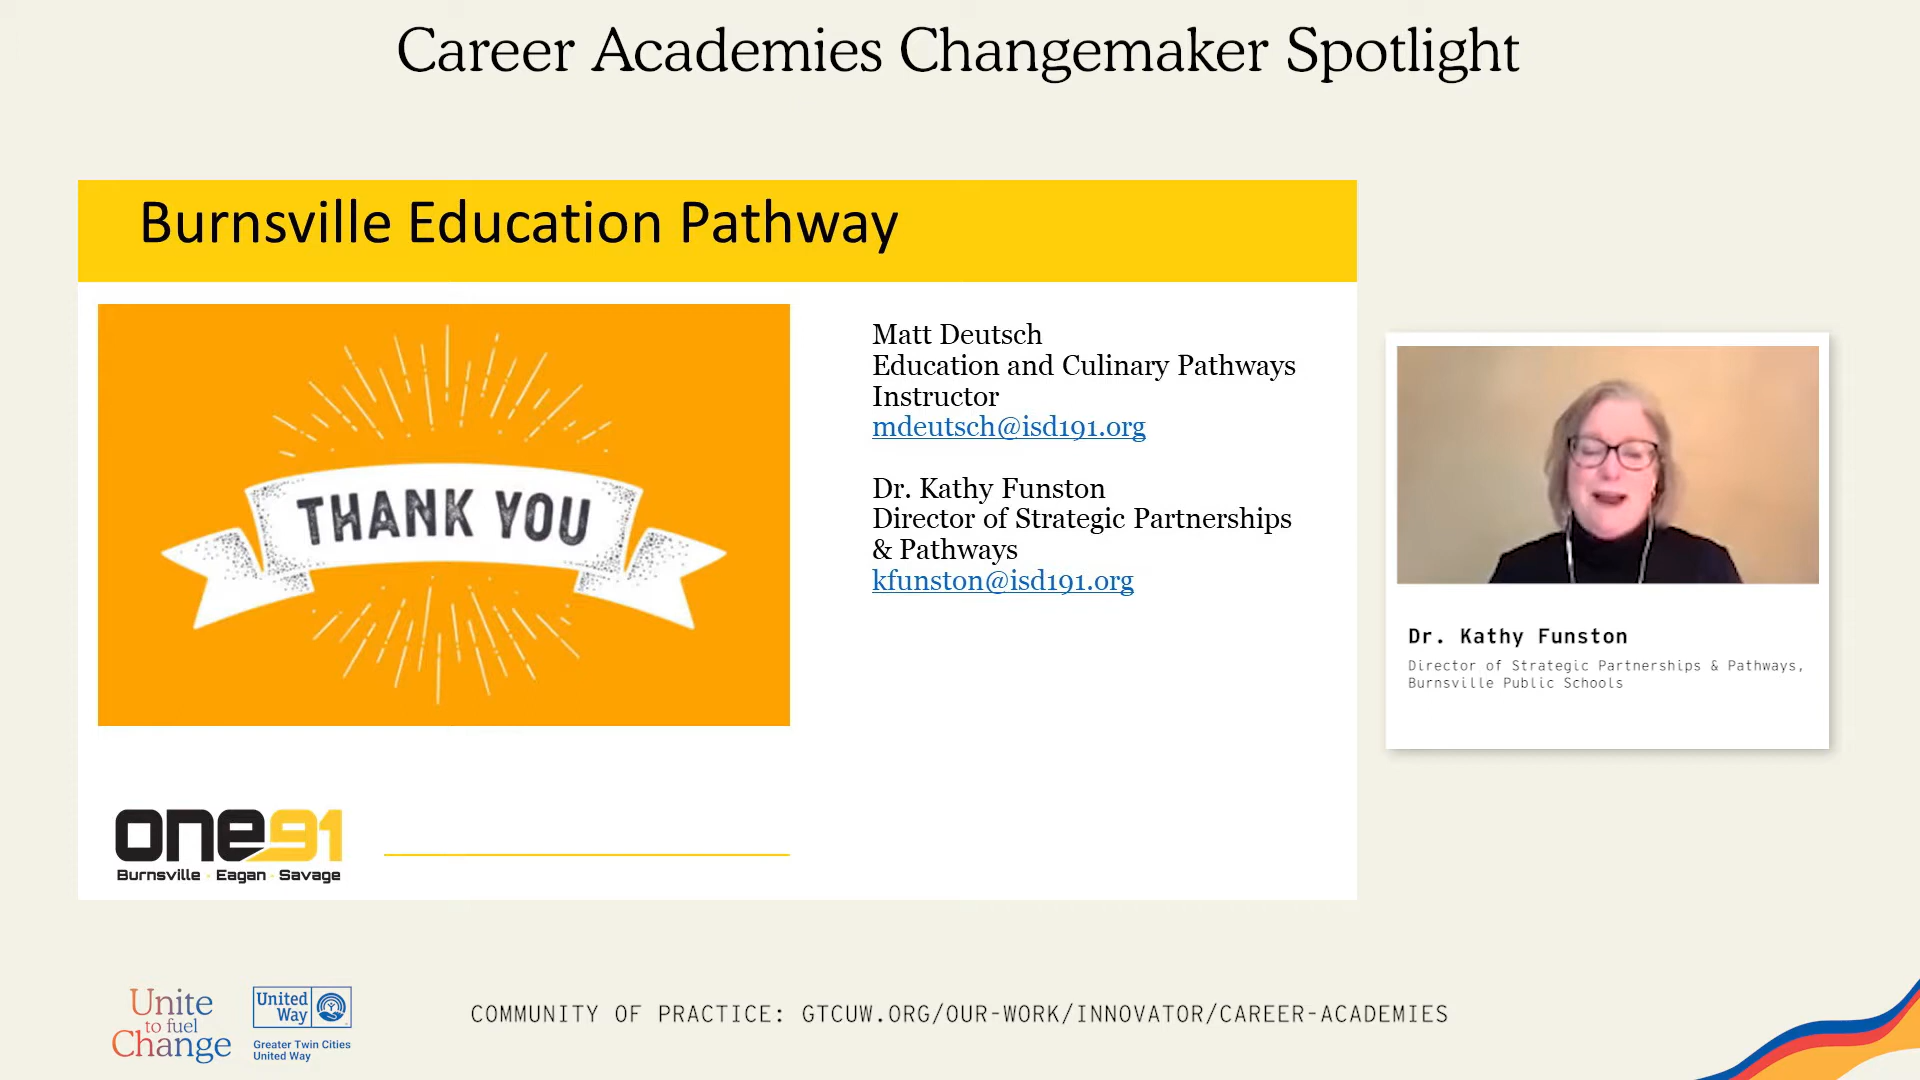 Career Academies Changemaker Spotlight
Burnsville Education Pathway
THANK YOU
Matt Deutsch
Education and Culinary Pathways
Instructor
mdeutsch@isd191.org
Dr. Kathy Funston
Director of Strategic Partnerships
& Pathways
kfunston@isd191.org
Dr. Kathy Funston
Director of Strategic Partnerships & Pathways,
Burnsville Public Schools
one91
Burnsville · Eagan · Savage
Unite
to fuel
Change
United
Way
Greater Twin Cities
United Way
COMMUNITY OF PRACTICE: GTCUW.ORG/OUR-WORK/INNOVATOR/CAREER-ACADEMIES